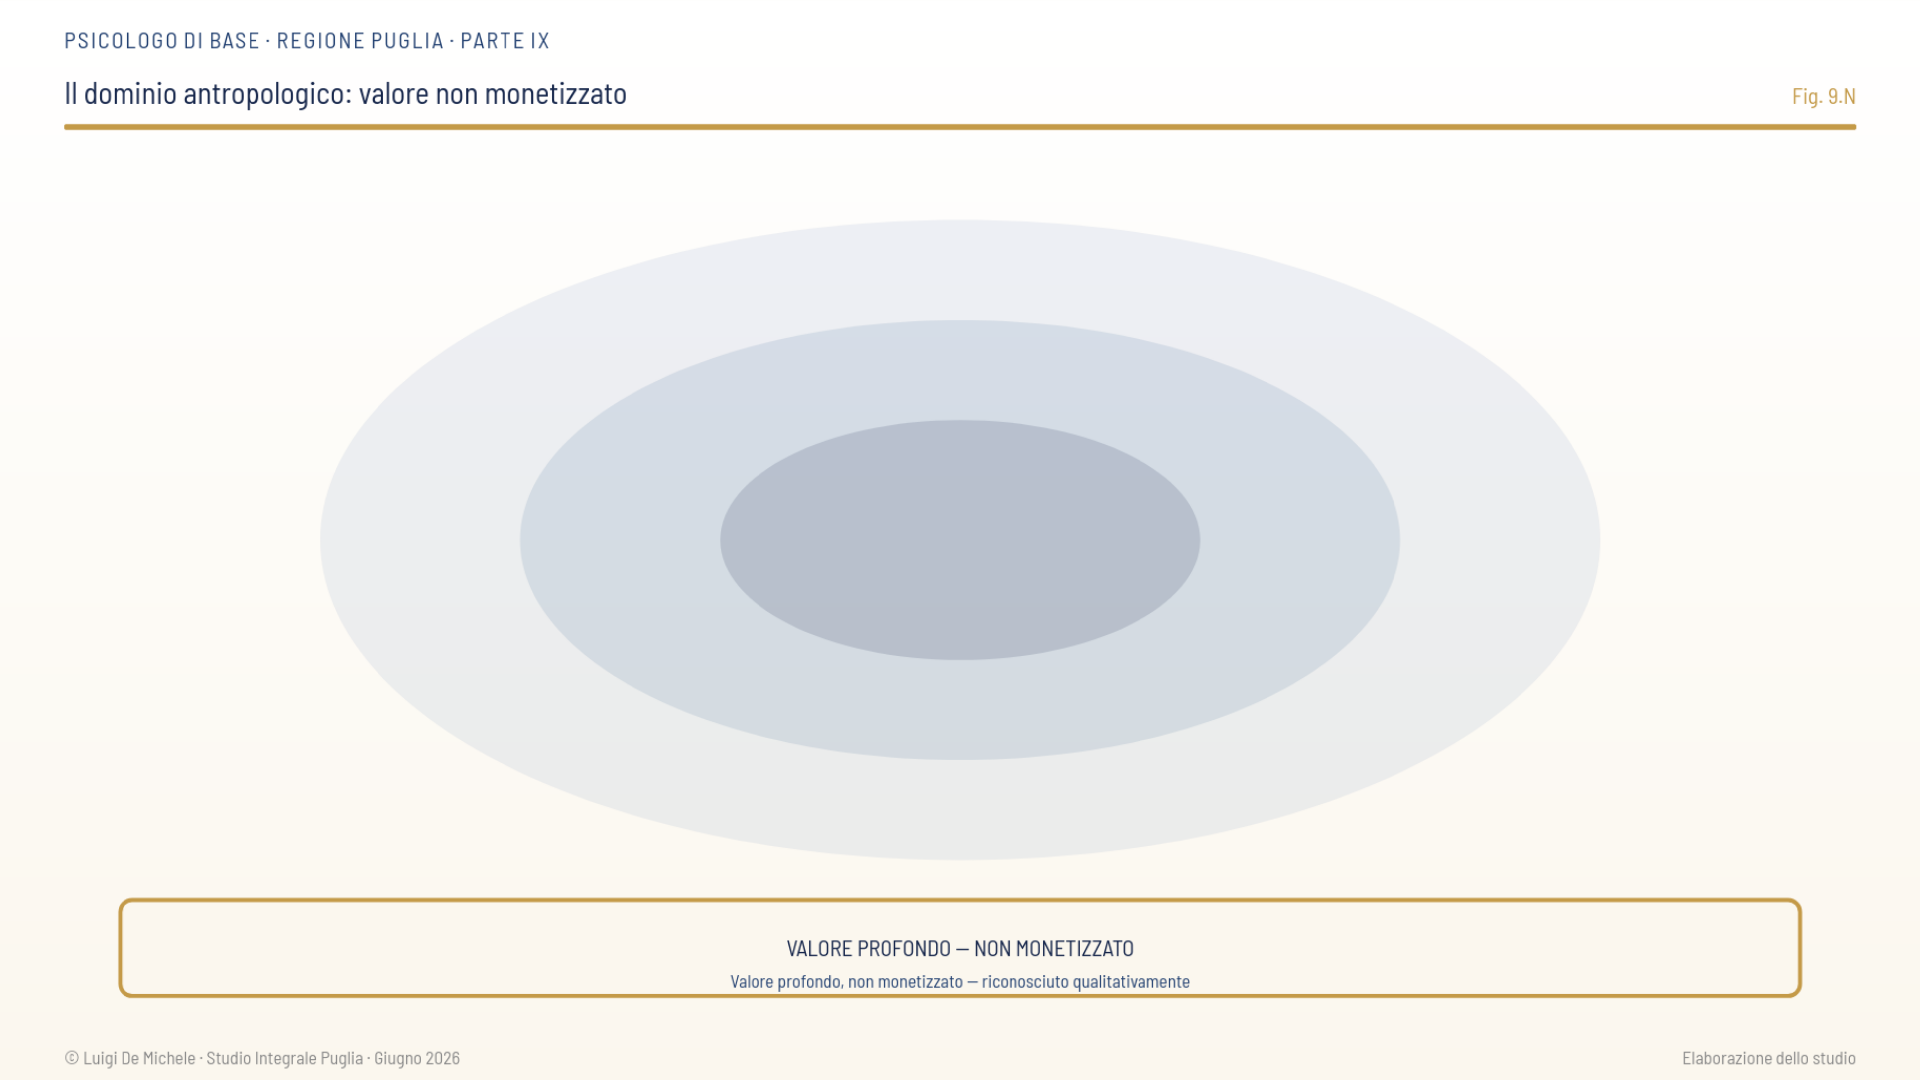 PSICOLOGO DI BASE · REGIONE PUGLIA · PARTE IX
Il dominio antropologico: valore non monetizzato
Fig. 9.N
VALORE PROFONDO — NON MONETIZZATO
Valore profondo, non monetizzato — riconosciuto qualitativamente
© Luigi De Michele · Studio Integrale Puglia · Giugno 2026
Elaborazione dello studio